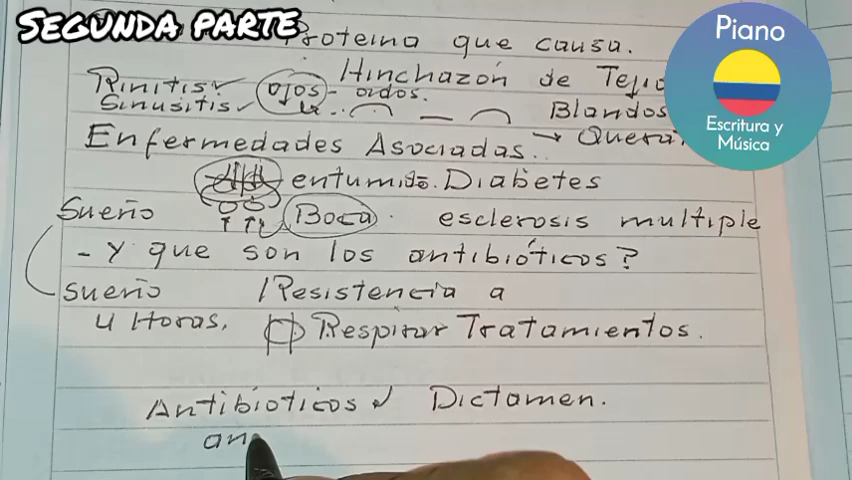 SEGUNDA PARTE
Proteina que causa.
Hinchazón de Teji
Rinitis
Sinusitis
ojos - oidos.
Blandos
Enfermedades Asociadas..
→ Quera
entumido. Diabetes
Sueño
Boca. esclerosis multiple
- Y que son los antibióticos?
Sueño
/ Resistencia a
4 Horas.
Respirar Tratamientos.
Antibioticos Dictamen.
an
Piano
Escritura y
Música